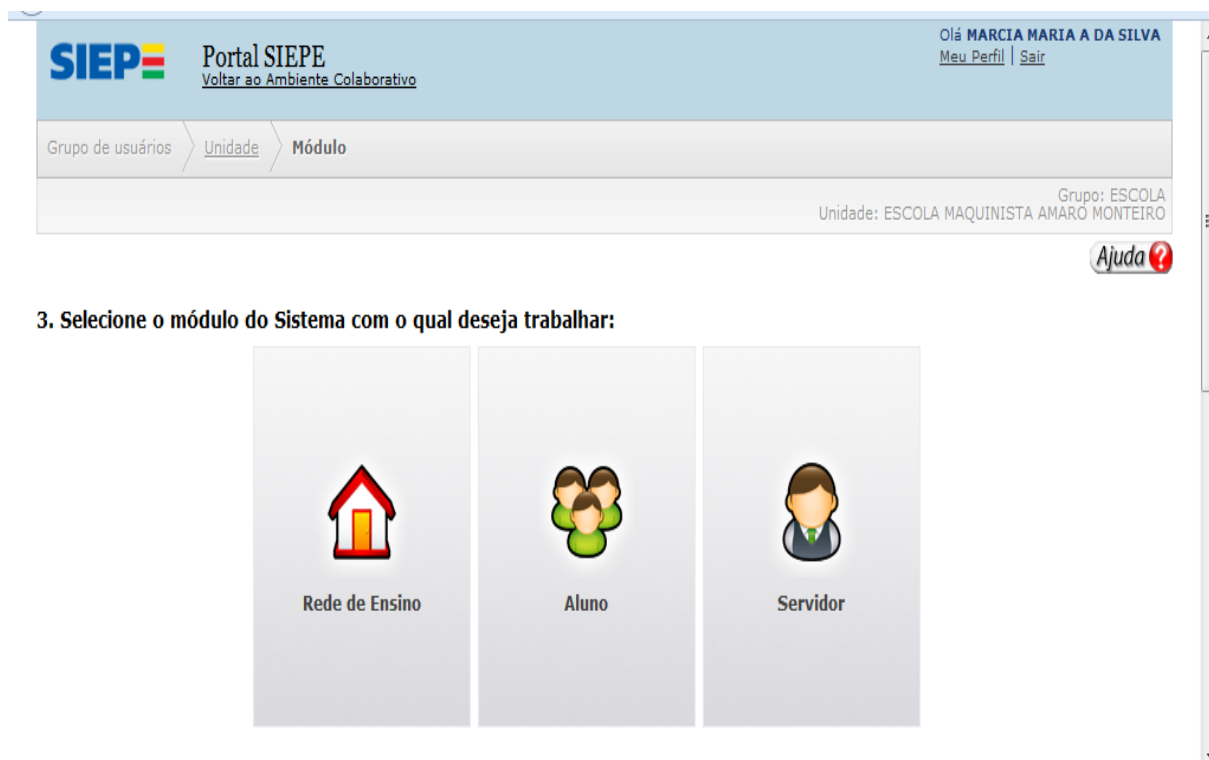 SIEPE
Portal SIEPE
Voltar ao Ambiente Colaborativo
Olá MARCIA MARIA A DA SILVA
Meu Perfil | Sair
Grupo de usuários
Unidade
Módulo
Grupo: ESCOLA
Unidade: ESCOLA MAQUINISTA AMARO MONTEIRO
Ajuda ?
3. Selecione o módulo do Sistema com o qual deseja trabalhar:
Rede de Ensino
Aluno
Servidor